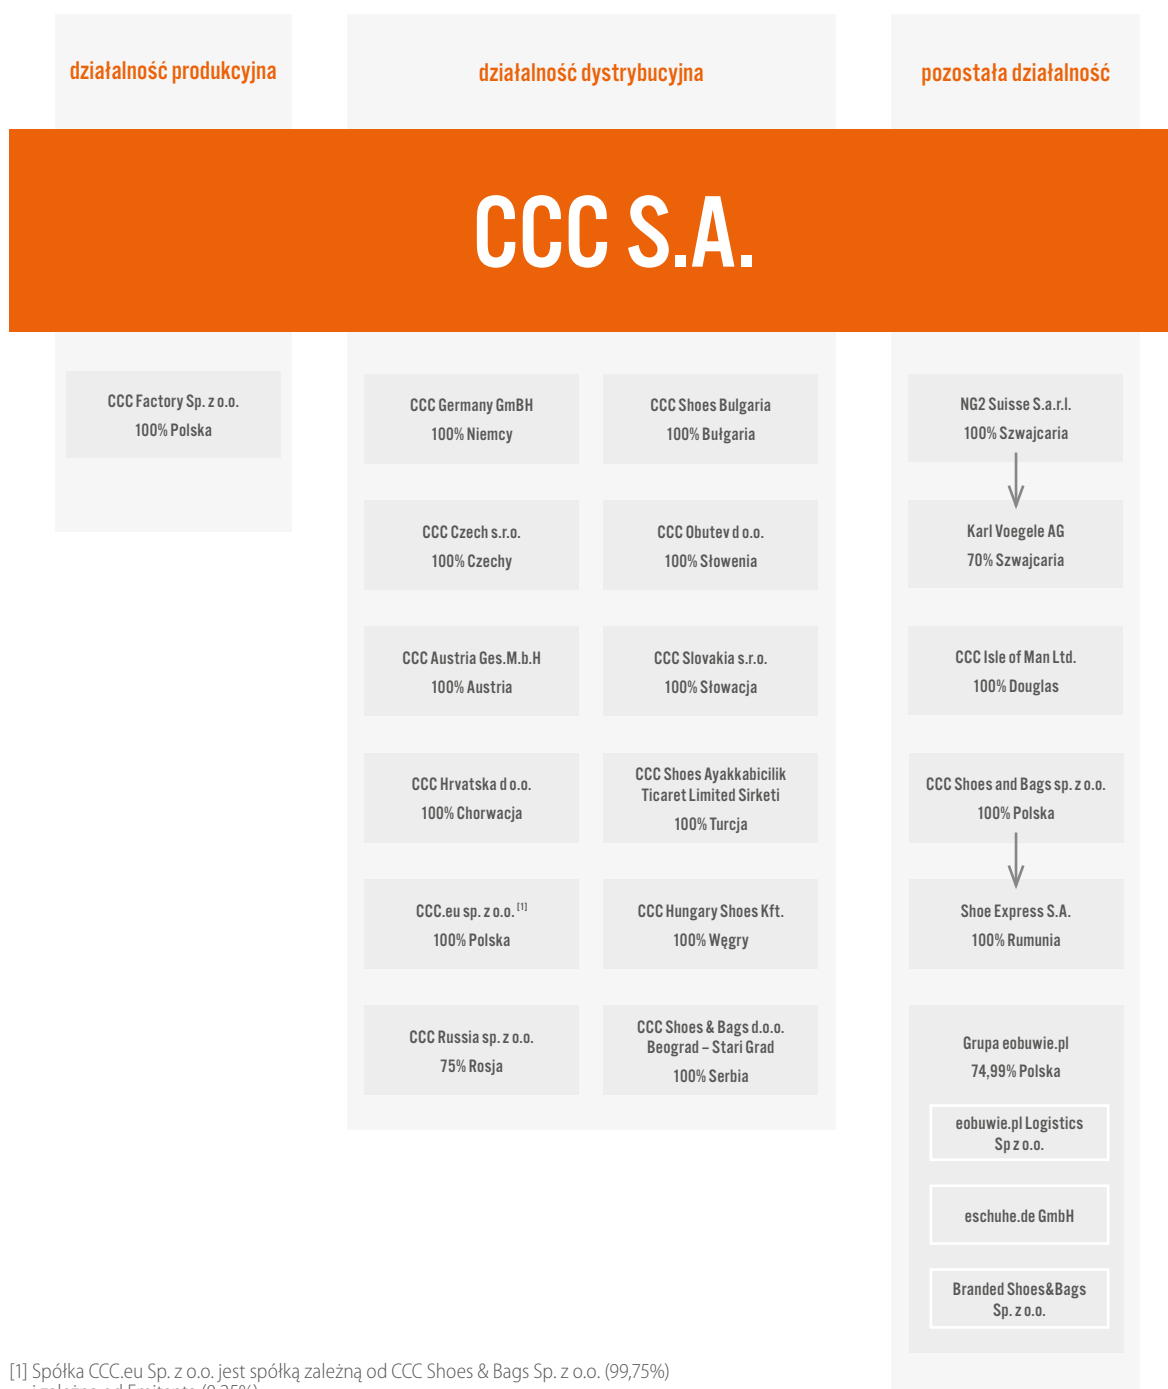 działalność produkcyjna
działalność dystrybucyjna
pozostała działalność
CCC S.A.
CCC Factory Sp. z o.o.
100% Polska
CCC Germany GmBH
100% Niemcy
CCC Shoes Bulgaria
100% Bułgaria
NG2 Suisse S.a.r.l.
100% Szwajcaria
CCC Czech s.r.o.
100% Czechy
CCC Obutev d o.o.
100% Słowenia
Karl Voegele AG
70% Szwajcaria
CCC Austria Ges.M.b.H
100% Austria
CCC Slovakia s.r.o.
100% Słowacja
CCC Isle of Man Ltd.
100% Douglas
CCC Hrvatska d o.o.
100% Chorwacja
CCC Shoes Ayakkabicilik
Ticaret Limited Sirketi
100% Turcja
CCC Shoes and Bags sp. z o.o.
100% Polska
CCC.eu sp. z o.o. [1]
100% Polska
CCC Hungary Shoes Kft.
100% Węgry
Shoe Express S.A.
100% Rumunia
CCC Russia sp. z o.o.
75% Rosja
CCC Shoes & Bags d.o.o.
Beograd – Stari Grad
100% Serbia
Grupa eobuwie.pl
74,99% Polska
eobuwie.pl Logistics
Sp z o.o.
eschuhe.de GmbH
Branded Shoes&Bags
Sp. z o.o.
[1] Spółka CCC.eu Sp. z o.o. jest spółką zależną od CCC Shoes & Bags Sp. z o.o. (99,75%)